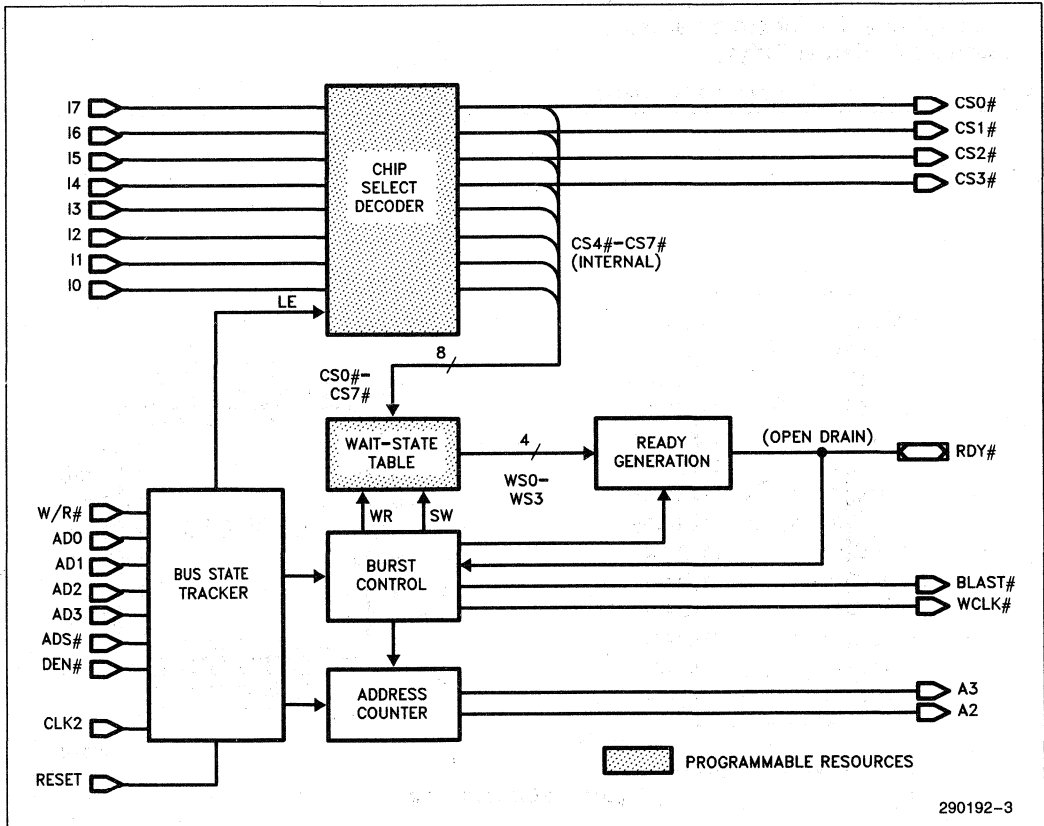 I7
I6
I5
I4
I3
I2
I1
I0
LE
CHIP
SELECT
DECODER
CS0#
CS1#
CS2#
CS3#
CS4#-CS7#
(INTERNAL)
8
CS0#-
CS7#
WAIT-STATE
TABLE
4
WS0-
WS3
READY
GENERATION
(OPEN DRAIN)
RDY#
WR
SW
W/R#
AD0
AD1
AD2
AD3
ADS#
DEN#
CLK2
RESET
BUS STATE
TRACKER
BURST
CONTROL
BLAST#
WCLK#
ADDRESS
COUNTER
A3
A2
PROGRAMMABLE RESOURCES
290192-3